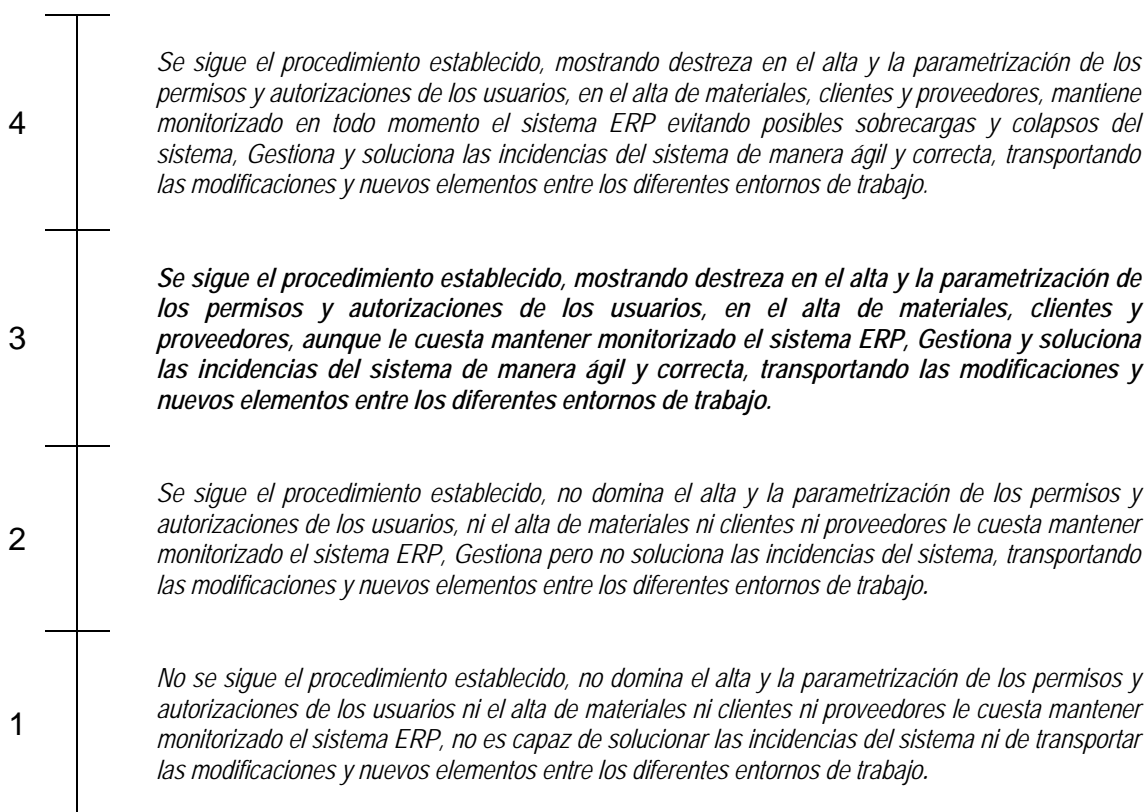 4
Se sigue el procedimiento establecido, mostrando destreza en el alta y la parametrización de los
permisos y autorizaciones de los usuarios, en el alta de materiales, clientes y proveedores, mantiene
monitorizado en todo momento el sistema ERP evitando posibles sobrecargas y colapsos del
sistema, Gestiona y soluciona las incidencias del sistema de manera ágil y correcta, transportando
las modificaciones y nuevos elementos entre los diferentes entornos de trabajo.
3
Se sigue el procedimiento establecido, mostrando destreza en el alta y la parametrización de
los permisos y autorizaciones de los usuarios, en el alta de materiales, clientes y
proveedores, aunque le cuesta mantener monitorizado el sistema ERP, Gestiona y soluciona
las incidencias del sistema de manera ágil y correcta, transportando las modificaciones y
nuevos elementos entre los diferentes entornos de trabajo.
2
Se sigue el procedimiento establecido, no domina el alta y la parametrización de los permisos y
autorizaciones de los usuarios, ni el alta de materiales ni clientes ni proveedores le cuesta mantener
monitorizado el sistema ERP, Gestiona pero no soluciona las incidencias del sistema, transportando
las modificaciones y nuevos elementos entre los diferentes entornos de trabajo.
1
No se sigue el procedimiento establecido, no domina el alta y la parametrización de los permisos y
autorizaciones de los usuarios ni el alta de materiales ni clientes ni proveedores le cuesta mantener
monitorizado el sistema ERP, no es capaz de solucionar las incidencias del sistema ni de transportar
las modificaciones y nuevos elementos entre los diferentes entornos de trabajo.